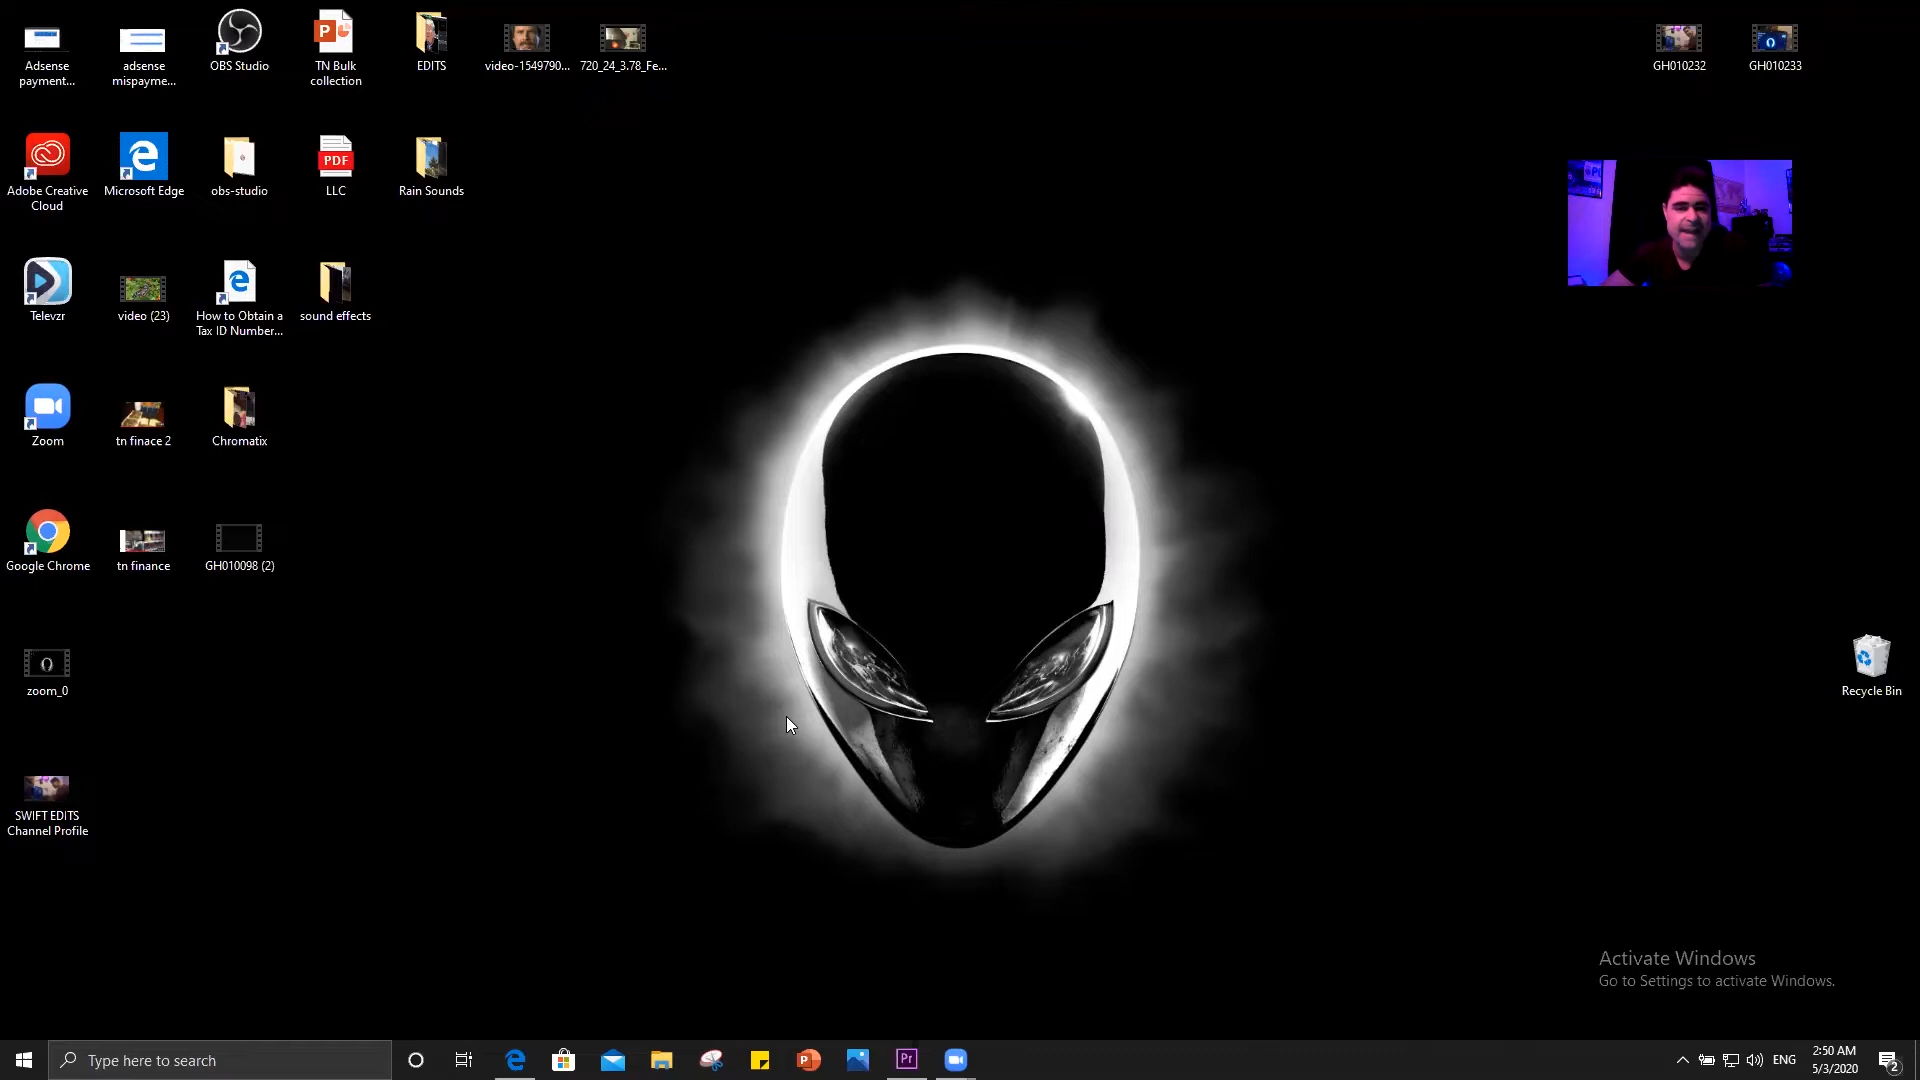 Adsense
payment...
adsense
mispayme...
OBS Studio
TN Bulk
collection
EDITS
video-1549790...
720_24_3.78_Fe...
GH010232
GH010233
Adobe Creative
Cloud
Microsoft Edge
obs-studio
PDF
LLC
Rain Sounds
Televzr
video (23)
How to Obtain a
Tax ID Number...
sound effects
Zoom
tn finace 2
Chromatix
Google Chrome
tn finance
GH010098 (2)
zoom_0
Recycle Bin
SWIFT EDITS
Channel Profile
Activate Windows
Go to Settings to activate Windows.
Type here to search
Pr
ENG
2:50 AM
5/3/2020
2